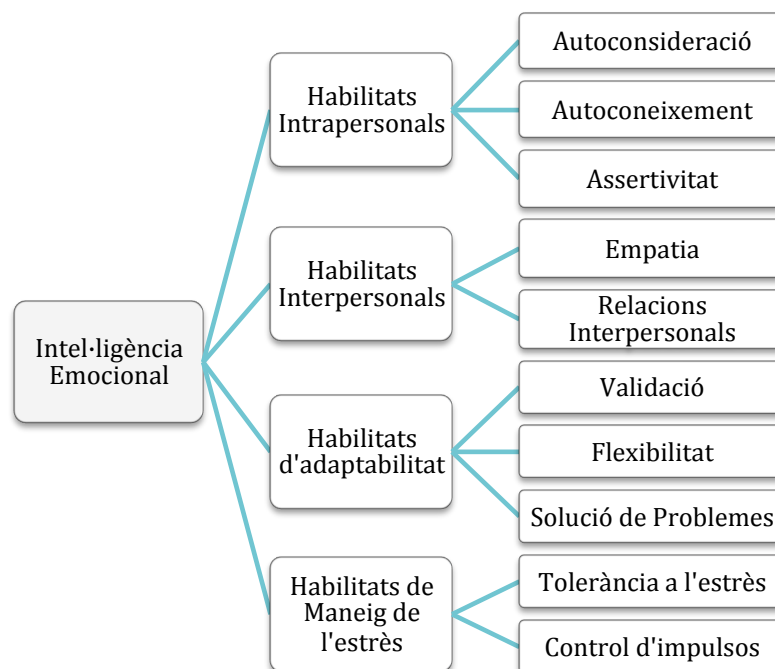 Intel·ligència
Emocional
Habilitats
Intrapersonals
Autoconsideració
Autoconeixement
Assertivitat
Habilitats
Interpersonals
Empatia
Relacions
Interpersonals
Habilitats
d'adaptabilitat
Validació
Flexibilitat
Solució de Problemes
Habilitats de
Maneig de
l'estrès
Tolerància a l'estrès
Control d'impulsos